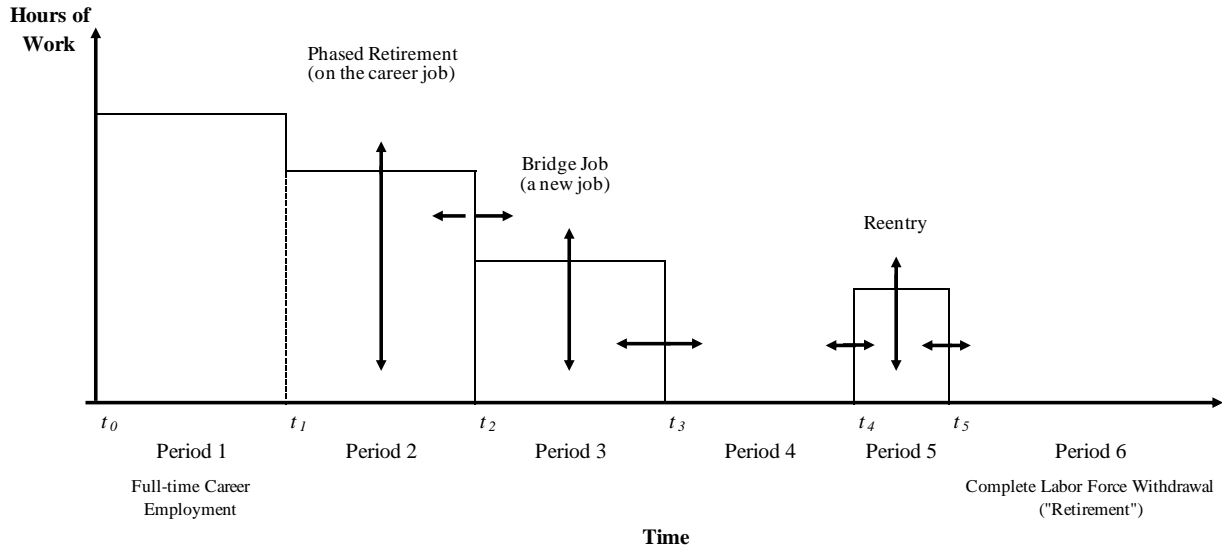 Hours of
Work
Phased Retirement
(on the career job)
Bridge Job
(a new job)
Reentry
t0
t1
t2
t3
t4
t5
Period 1
Period 2
Period 3
Period 4
Period 5
Period 6
Full-time Career
Employment
Complete Labor Force Withdrawal
("Retirement")
Time